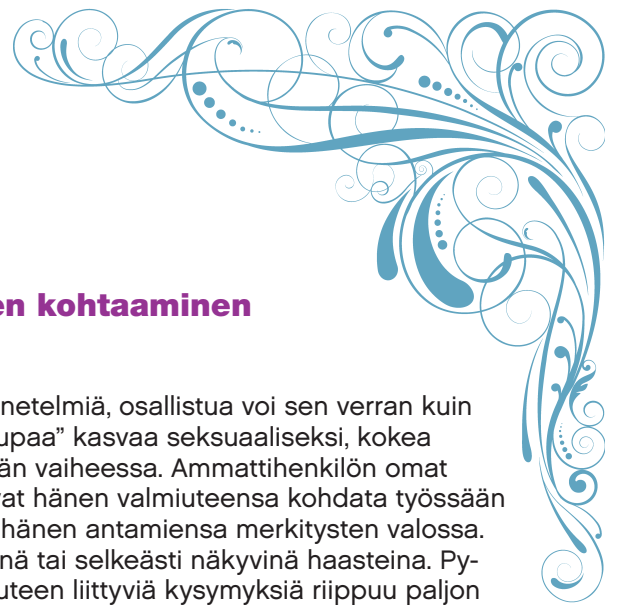 en kohtaaminen
netelmiä, osallistua voi sen verran kuin
upaa” kasvaa seksuaaliseksi, kokea
än vaiheessa. Ammattihenkilön omat
vat hänen valmiuteensa kohdata työssään
hänen antamiensa merkitysten valossa.
nä tai selkeästi näkyvinä haasteina. Py-
uteen liittyviä kysymyksiä riippuu paljon